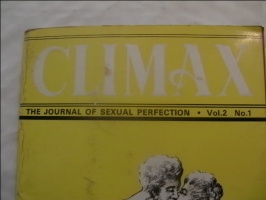 CLIMAX
THE JOURNAL OF SEXUAL PERFECTION • Vol.2 No.1